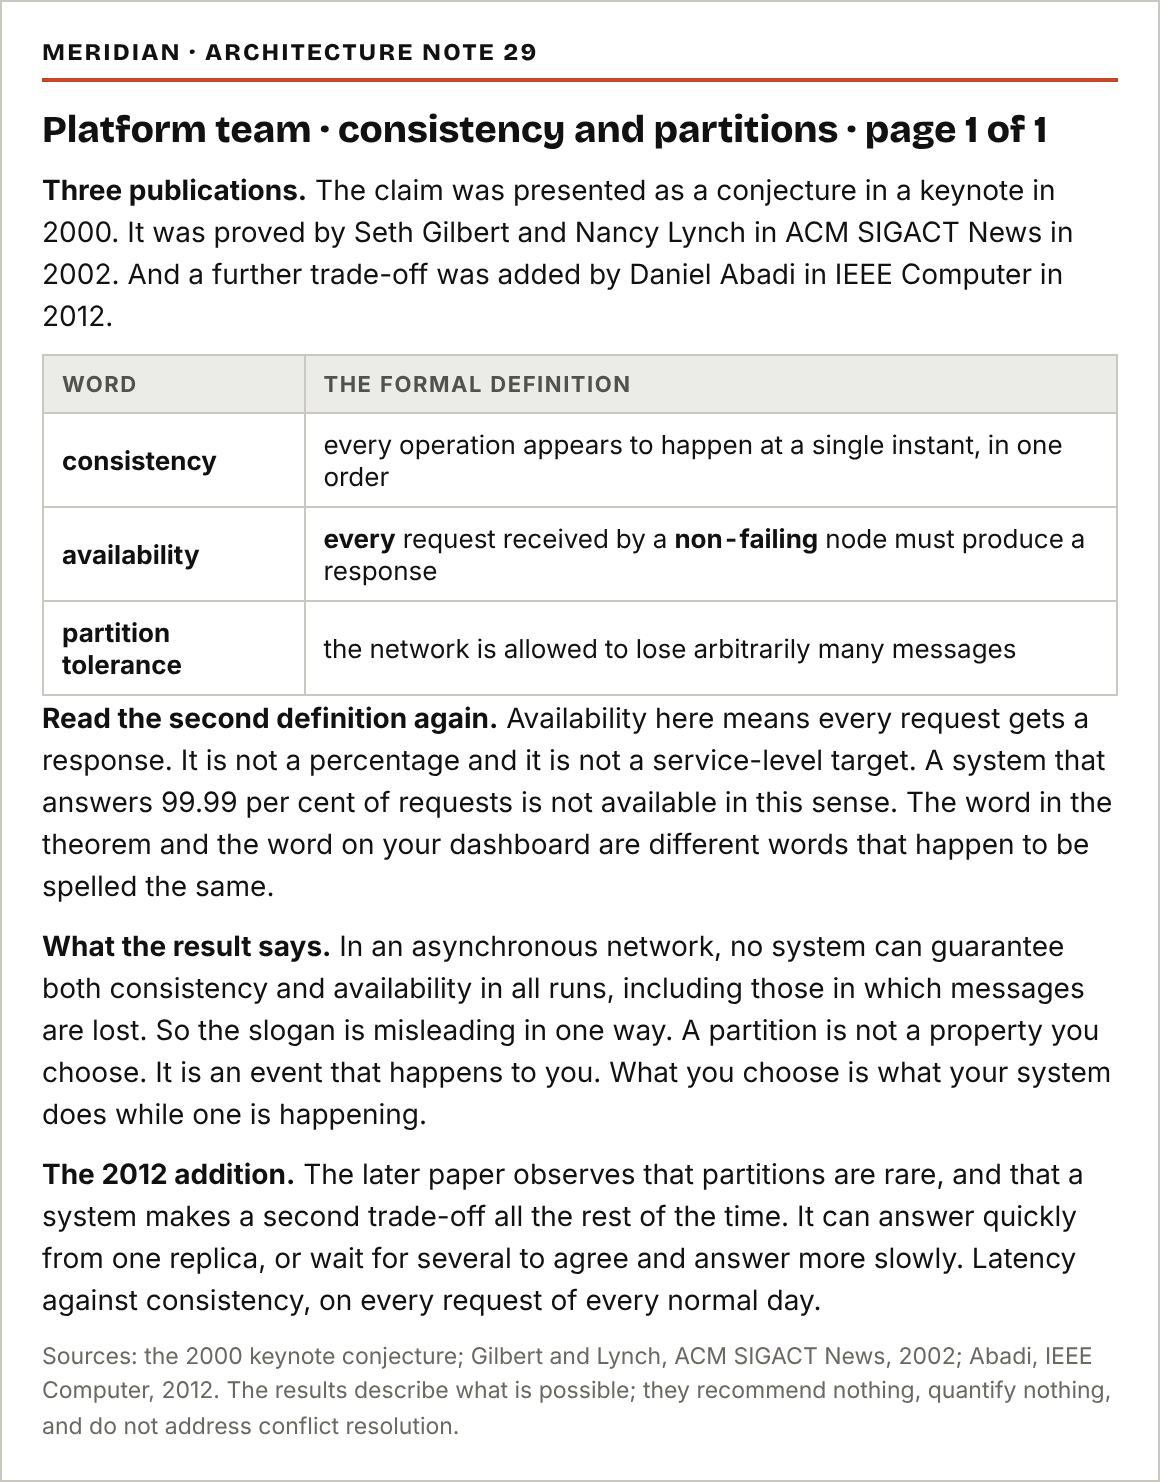 MERIDIAN · ARCHITECTURE NOTE 29
Platform team · consistency and partitions · page 1 of 1
Three publications. The claim was presented as a conjecture in a keynote in
2000. It was proved by Seth Gilbert and Nancy Lynch in ACM SIGACT News in
2002. And a further trade-off was added by Daniel Abadi in IEEE Computer in
2012.
WORD
THE FORMAL DEFINITION
consistency
every operation appears to happen at a single instant, in one
order
availability
every request received by a non-failing node must produce a
response
partition
tolerance
the network is allowed to lose arbitrarily many messages
Read the second definition again. Availability here means every request gets a
response. It is not a percentage and it is not a service-level target. A system that
answers 99.99 per cent of requests is not available in this sense. The word in the
theorem and the word on your dashboard are different words that happen to be
spelled the same.
What the result says. In an asynchronous network, no system can guarantee
both consistency and availability in all runs, including those in which messages
are lost. So the slogan is misleading in one way. A partition is not a property you
choose. It is an event that happens to you. What you choose is what your system
does while one is happening.
The 2012 addition. The later paper observes that partitions are rare, and that a
system makes a second trade-off all the rest of the time. It can answer quickly
from one replica, or wait for several to agree and answer more slowly. Latency
against consistency, on every request of every normal day.
Sources: the 2000 keynote conjecture; Gilbert and Lynch, ACM SIGACT News, 2002; Abadi, IEEE
Computer, 2012. The results describe what is possible; they recommend nothing, quantify nothing,
and do not address conflict resolution.